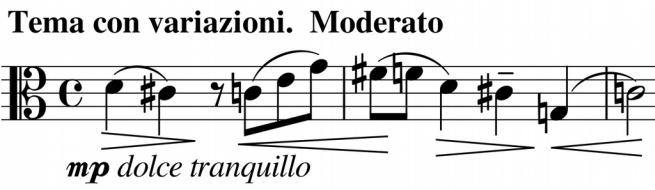 Tema con variazioni. Moderato
mp dolce tranquillo